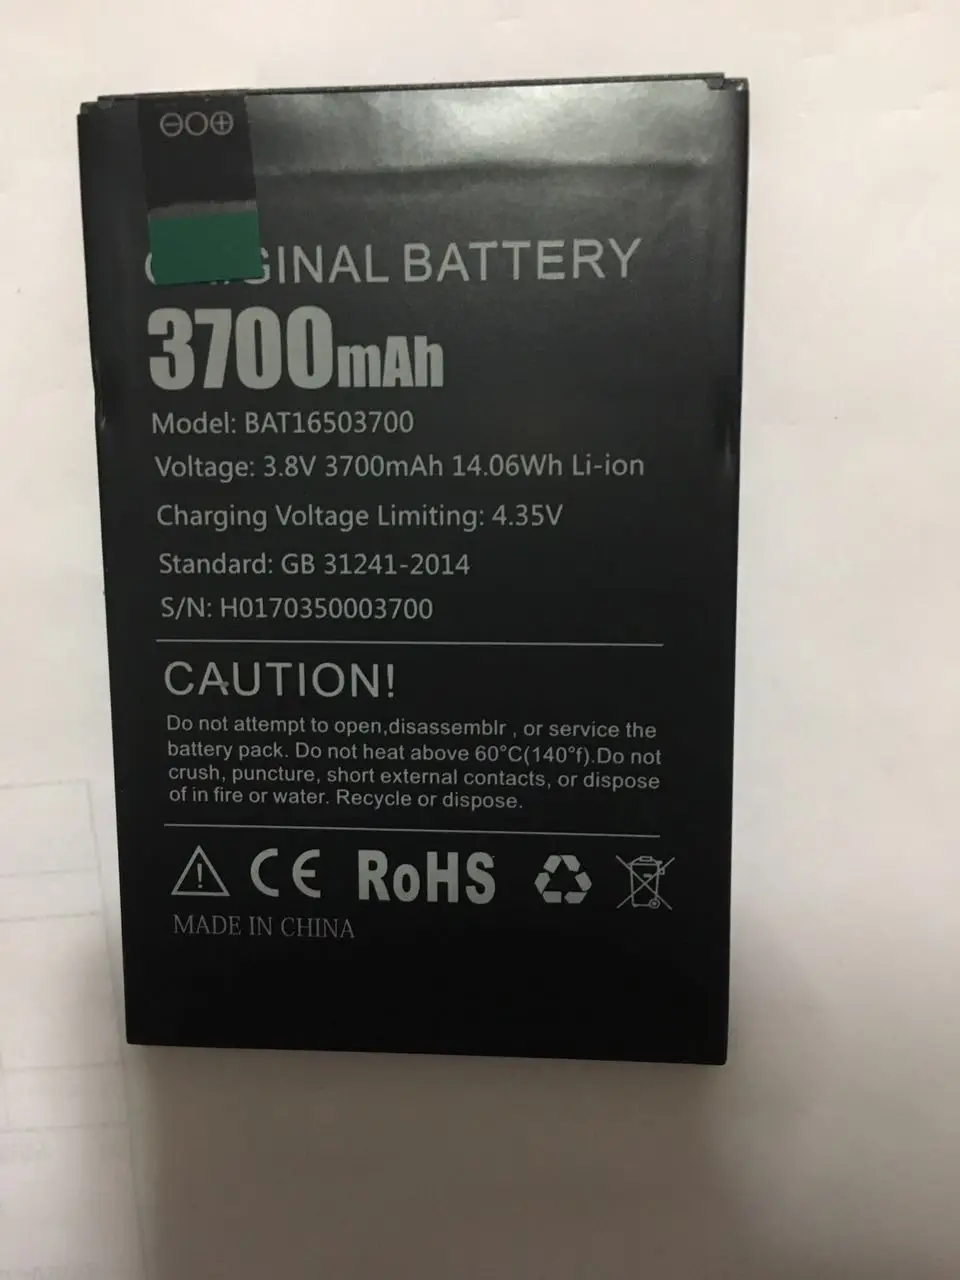 INAL BATTERY
3700mAh
Model: BAT16503700
Voltage: 3.8V 3700mAh 14.06Wh Li-ion
Charging Voltage Limiting: 4.35V
Standard: GB 31241-2014
S/N: H0170350003700
CAUTION!
Do not attempt to open,disassemblr , or service the
battery pack. Do not heat above 60°C(140°f).Do not
crush, puncture, short external contacts, or dispose
of in fire or water. Recycle or dispose.
CE RoHS
MADE IN CHINA